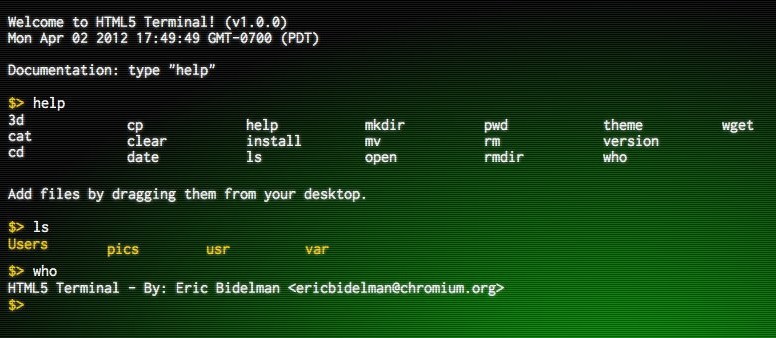 Welcome to HTML5 Terminal! (v1.0.0)
Mon Apr 02 2012 17:49:49 GMT-0700 (PDT)
Documentation: type "help"
$> help
3d cp help mkdir pwd theme wget
cat clear install mv rm version
cd date ls open rmdir who
Add files by dragging them from your desktop.
$> ls
Users pics usr var
$> who
HTML5 Terminal - By: Eric Bidelman <ericbidelman@chromium.org>
$>